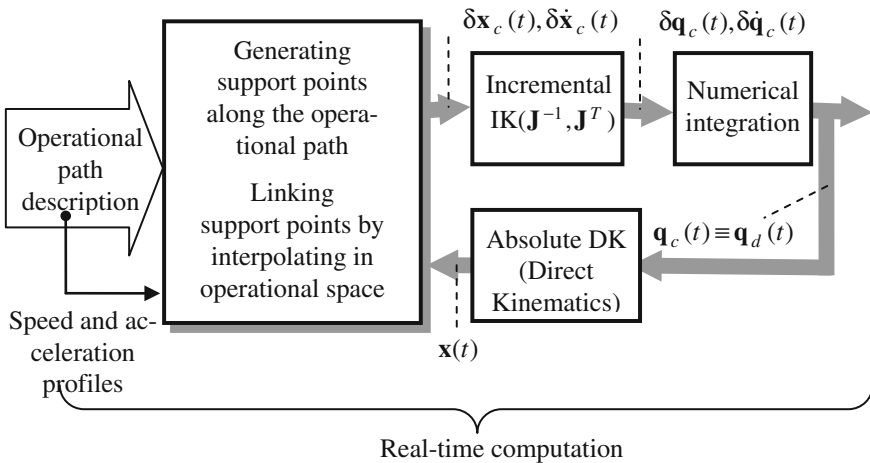 δx_c(t), δẋ_c(t)
δq_c(t), δq̇_c(t)
Operational
path
description
Generating
support points
along the opera-
tional path
Linking
support points by
interpolating in
operational space
Incremental
IK(J⁻¹, Jᵀ)
Numerical
integration
q_c(t) ≡ q_d(t)
Absolute DK
(Direct
Kinematics)
x(t)
Speed and ac-
celeration
profiles
Real-time computation